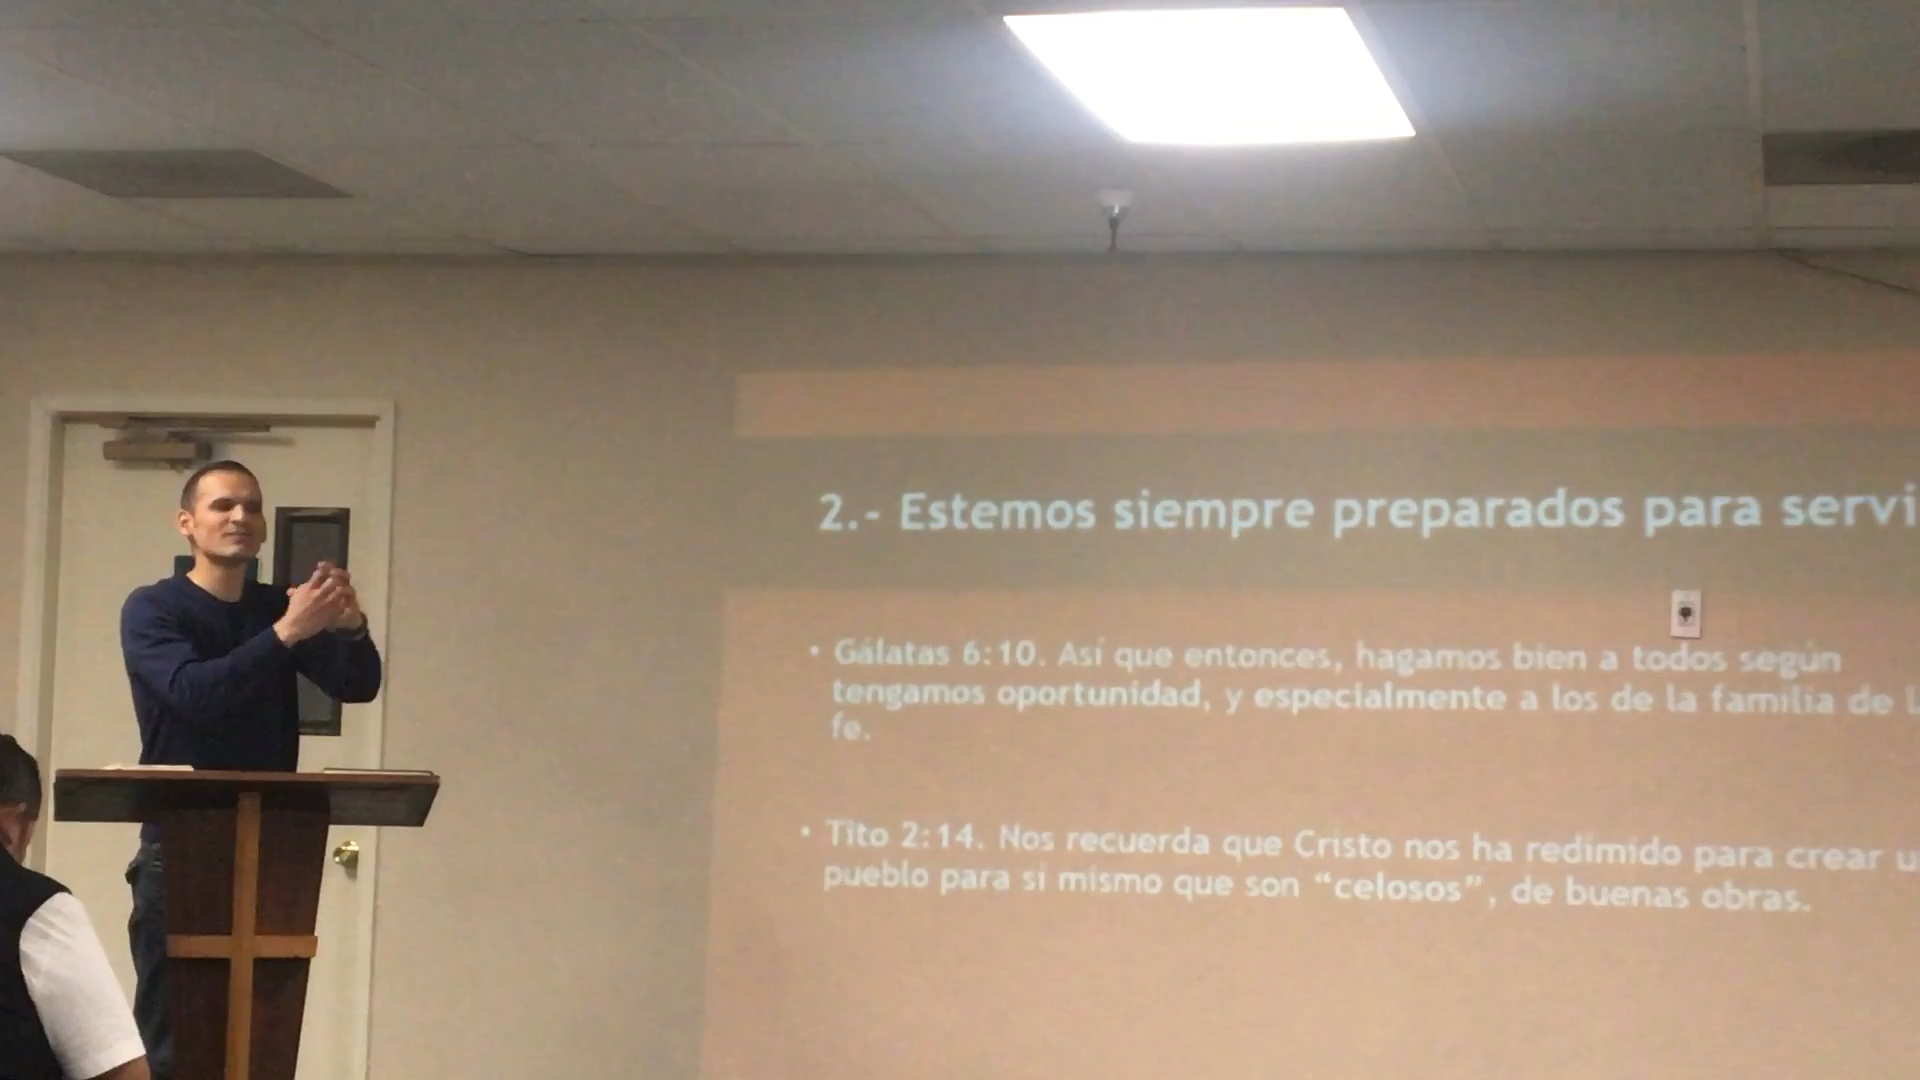 2.- Estemos siempre preparados para servi
• Gálatas 6:10. Así que entonces, hagamos bien a todos según
tengamos oportunidad, y especialmente a los de la familia de l
fe.
• Tito 2:14. Nos recuerda que Cristo nos ha redimido para crear u
pueblo para si mismo que son “celosos”, de buenas obras.